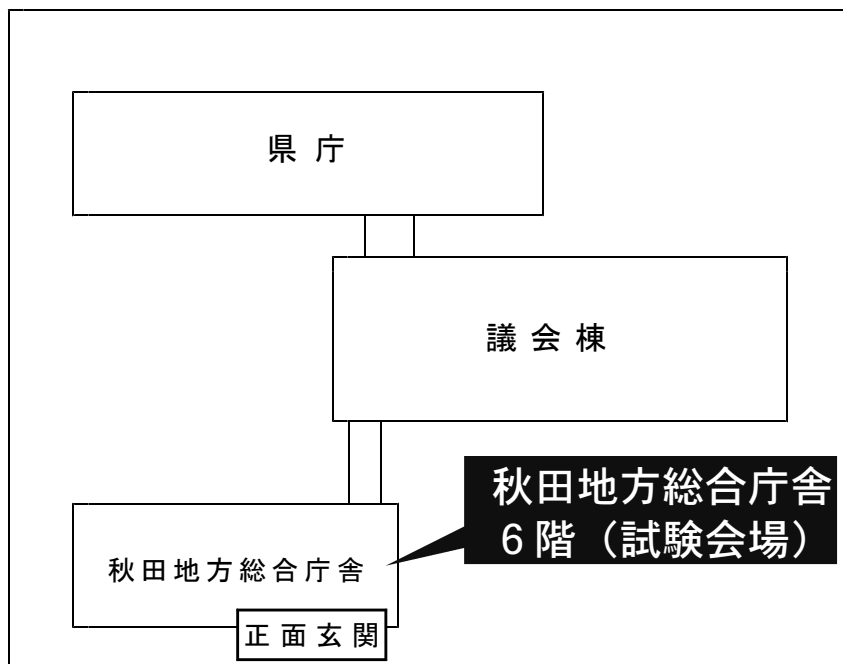 県庁
議会棟
秋田地方総合庁舎
6階（試験会場）
秋田地方総合庁舎
正面玄関